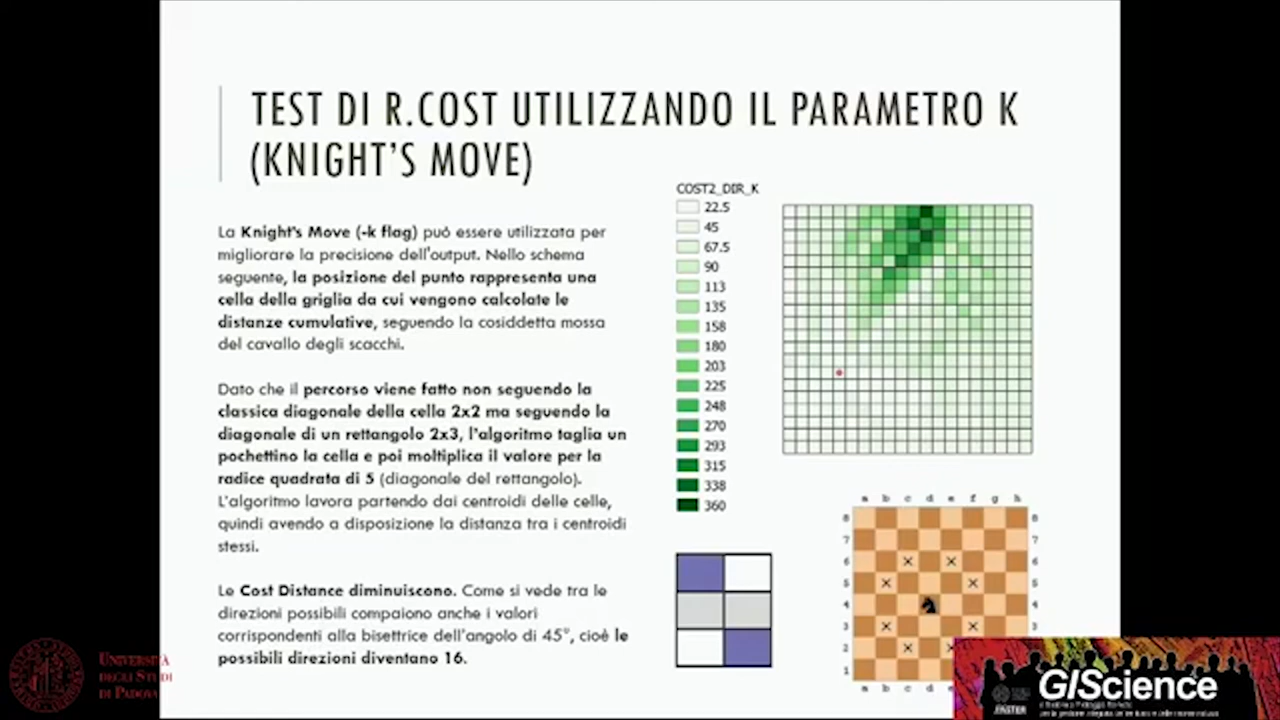 TEST DI R.COST UTILIZZANDO IL PARAMETRO K
(KNIGHT'S MOVE)
La Knight's Move (-k flag) può essere utilizzata per
migliorare la precisione dell'output. Nello schema
seguente, la posizione del punto rappresenta una
cella della griglia da cui vengono calcolate le
distanze cumulative, seguendo la cosiddetta mossa
del cavallo degli scacchi.
Dato che il percorso viene fatto non seguendo la
classica diagonale della cella 2x2 ma seguendo la
diagonale di un rettangolo 2x3, l'algoritmo taglia un
pochettino la cella e poi moltiplica il valore per la
radice quadrata di 5 (diagonale del rettangolo).
L'algoritmo lavora partendo dai centroidi delle celle,
quindi avendo a disposizione la distanza tra i centroidi
stessi.
Le Cost Distance diminuiscono. Come si vede tra le
direzioni possibili compaiono anche i valori
corrispondenti alla bisettrice dell'angolo di 45°, cioè le
possibili direzioni diventano 16.
COST2_DIR_K
22.5
45
67.5
90
113
135
158
180
203
225
248
270
293
315
338
360
a b c d e f g h
8 8
7 7
6 6
5 5
4 4
3 3
2
1
a b c d e
UNIVERSITÀ
DEGLI STUDI
DI PADOVA
GIScience